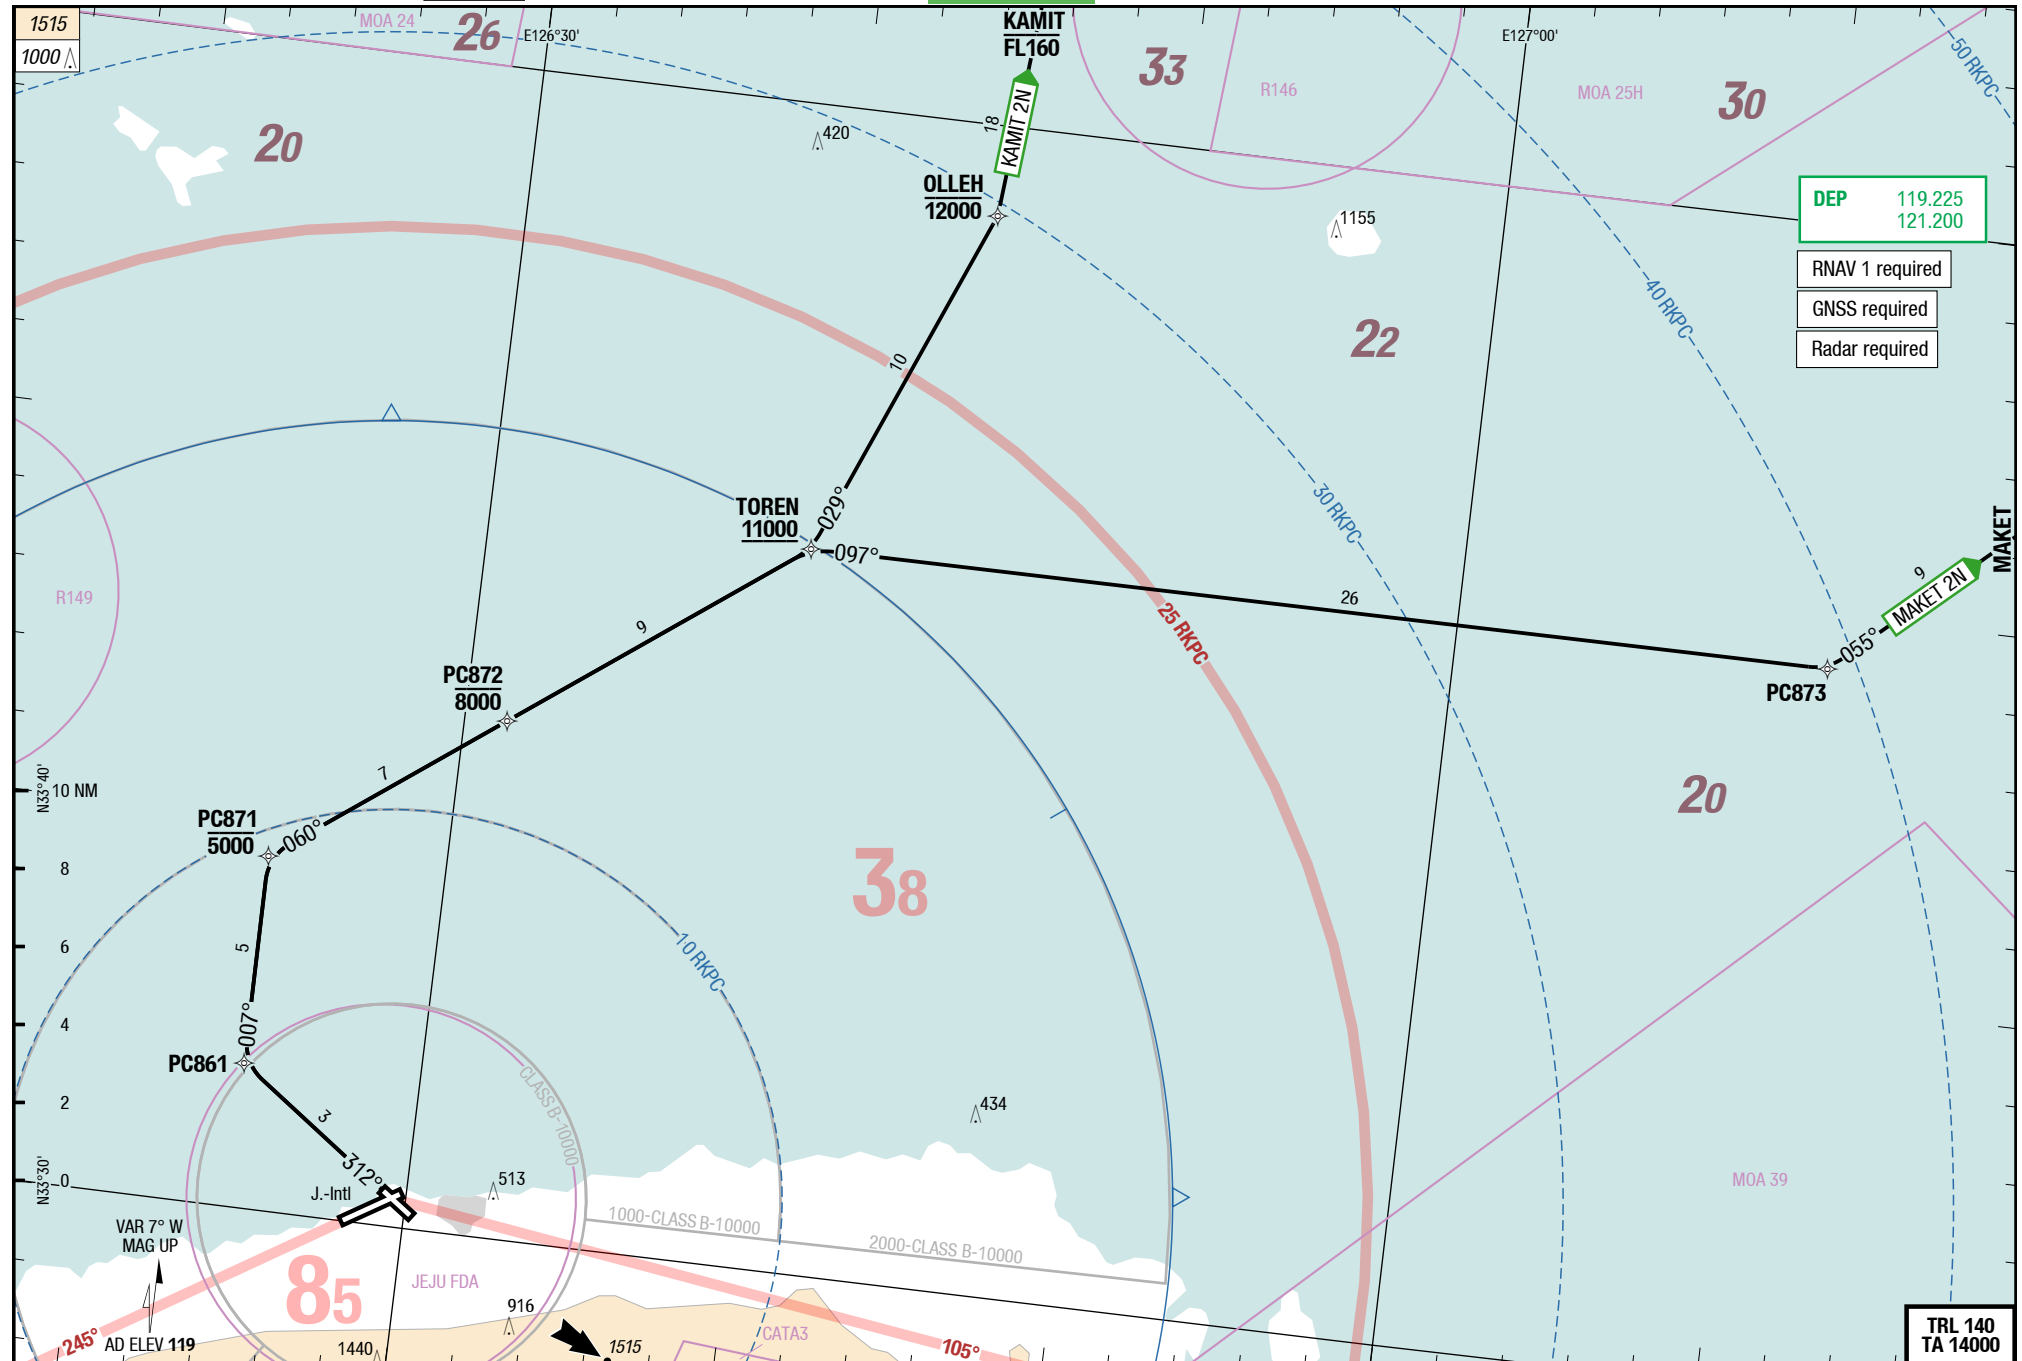 1515
1000
MOA 24
26
E126°30'
KAMIT
FL160
33
R146
E127°00'
MOA 25H
30
50 RKPC
20
420
18
KAMIT 2N
OLLEH
12000
1155
DEP 119.225
121.200
RNAV 1 required
GNSS required
Radar required
40 RKPC
22
10
TOREN
11000
029°
097°
30 RKPC
MAKET
9
MAKET 2N
055°
26
R149
9
25 RKPC
PC872
8000
PC873
7
N33°40'
10 NM
20
PC871
5000
060°
8
38
5
6
10 RKPC
4
007°
PC861
CLASS B-10000
2
3
434
312°
N33°30'
0
J.-Intl
513
MOA 39
1000-CLASS B-10000
VAR 7° W
MAG UP
2000-CLASS B-10000
85
JEJU FDA
916
245°
AD ELEV 119
1440
1515
CATA3
105°
TRL 140
TA 14000